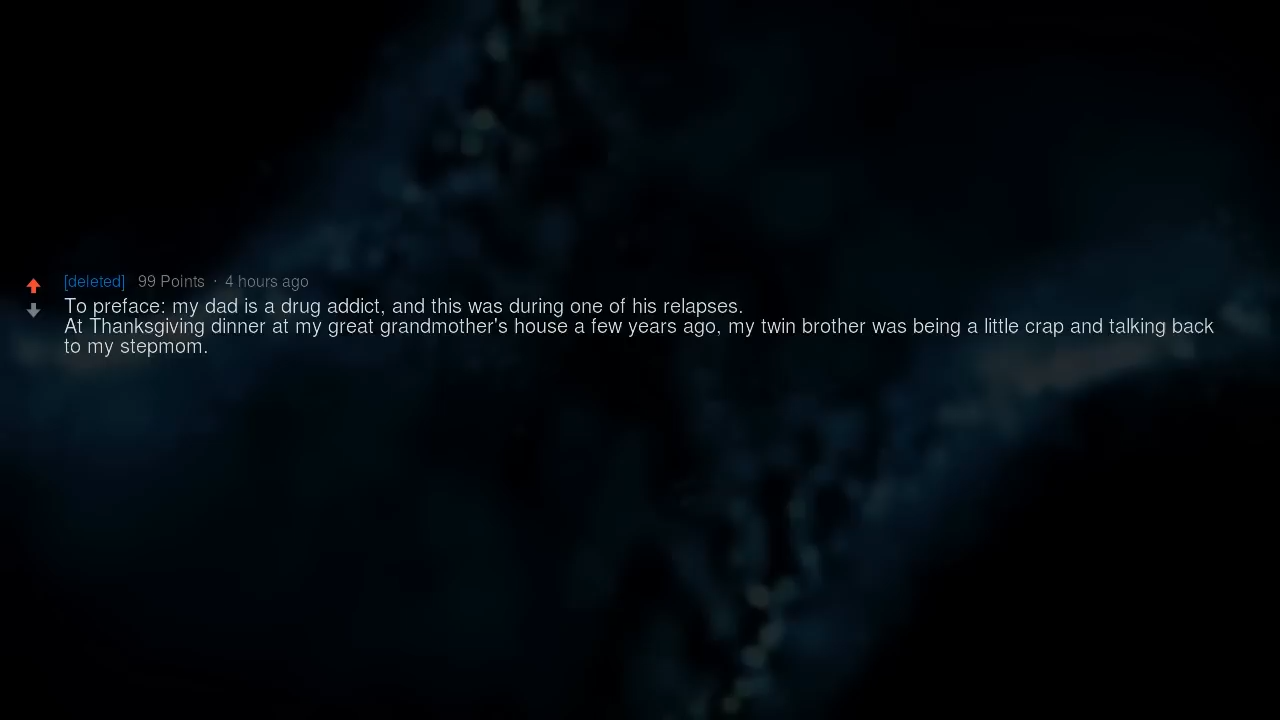 [deleted] 99 Points · 4 hours ago
To preface: my dad is a drug addict, and this was during one of his relapses.
At Thanksgiving dinner at my great grandmother's house a few years ago, my twin brother was being a little crap and talking back
to my stepmom.